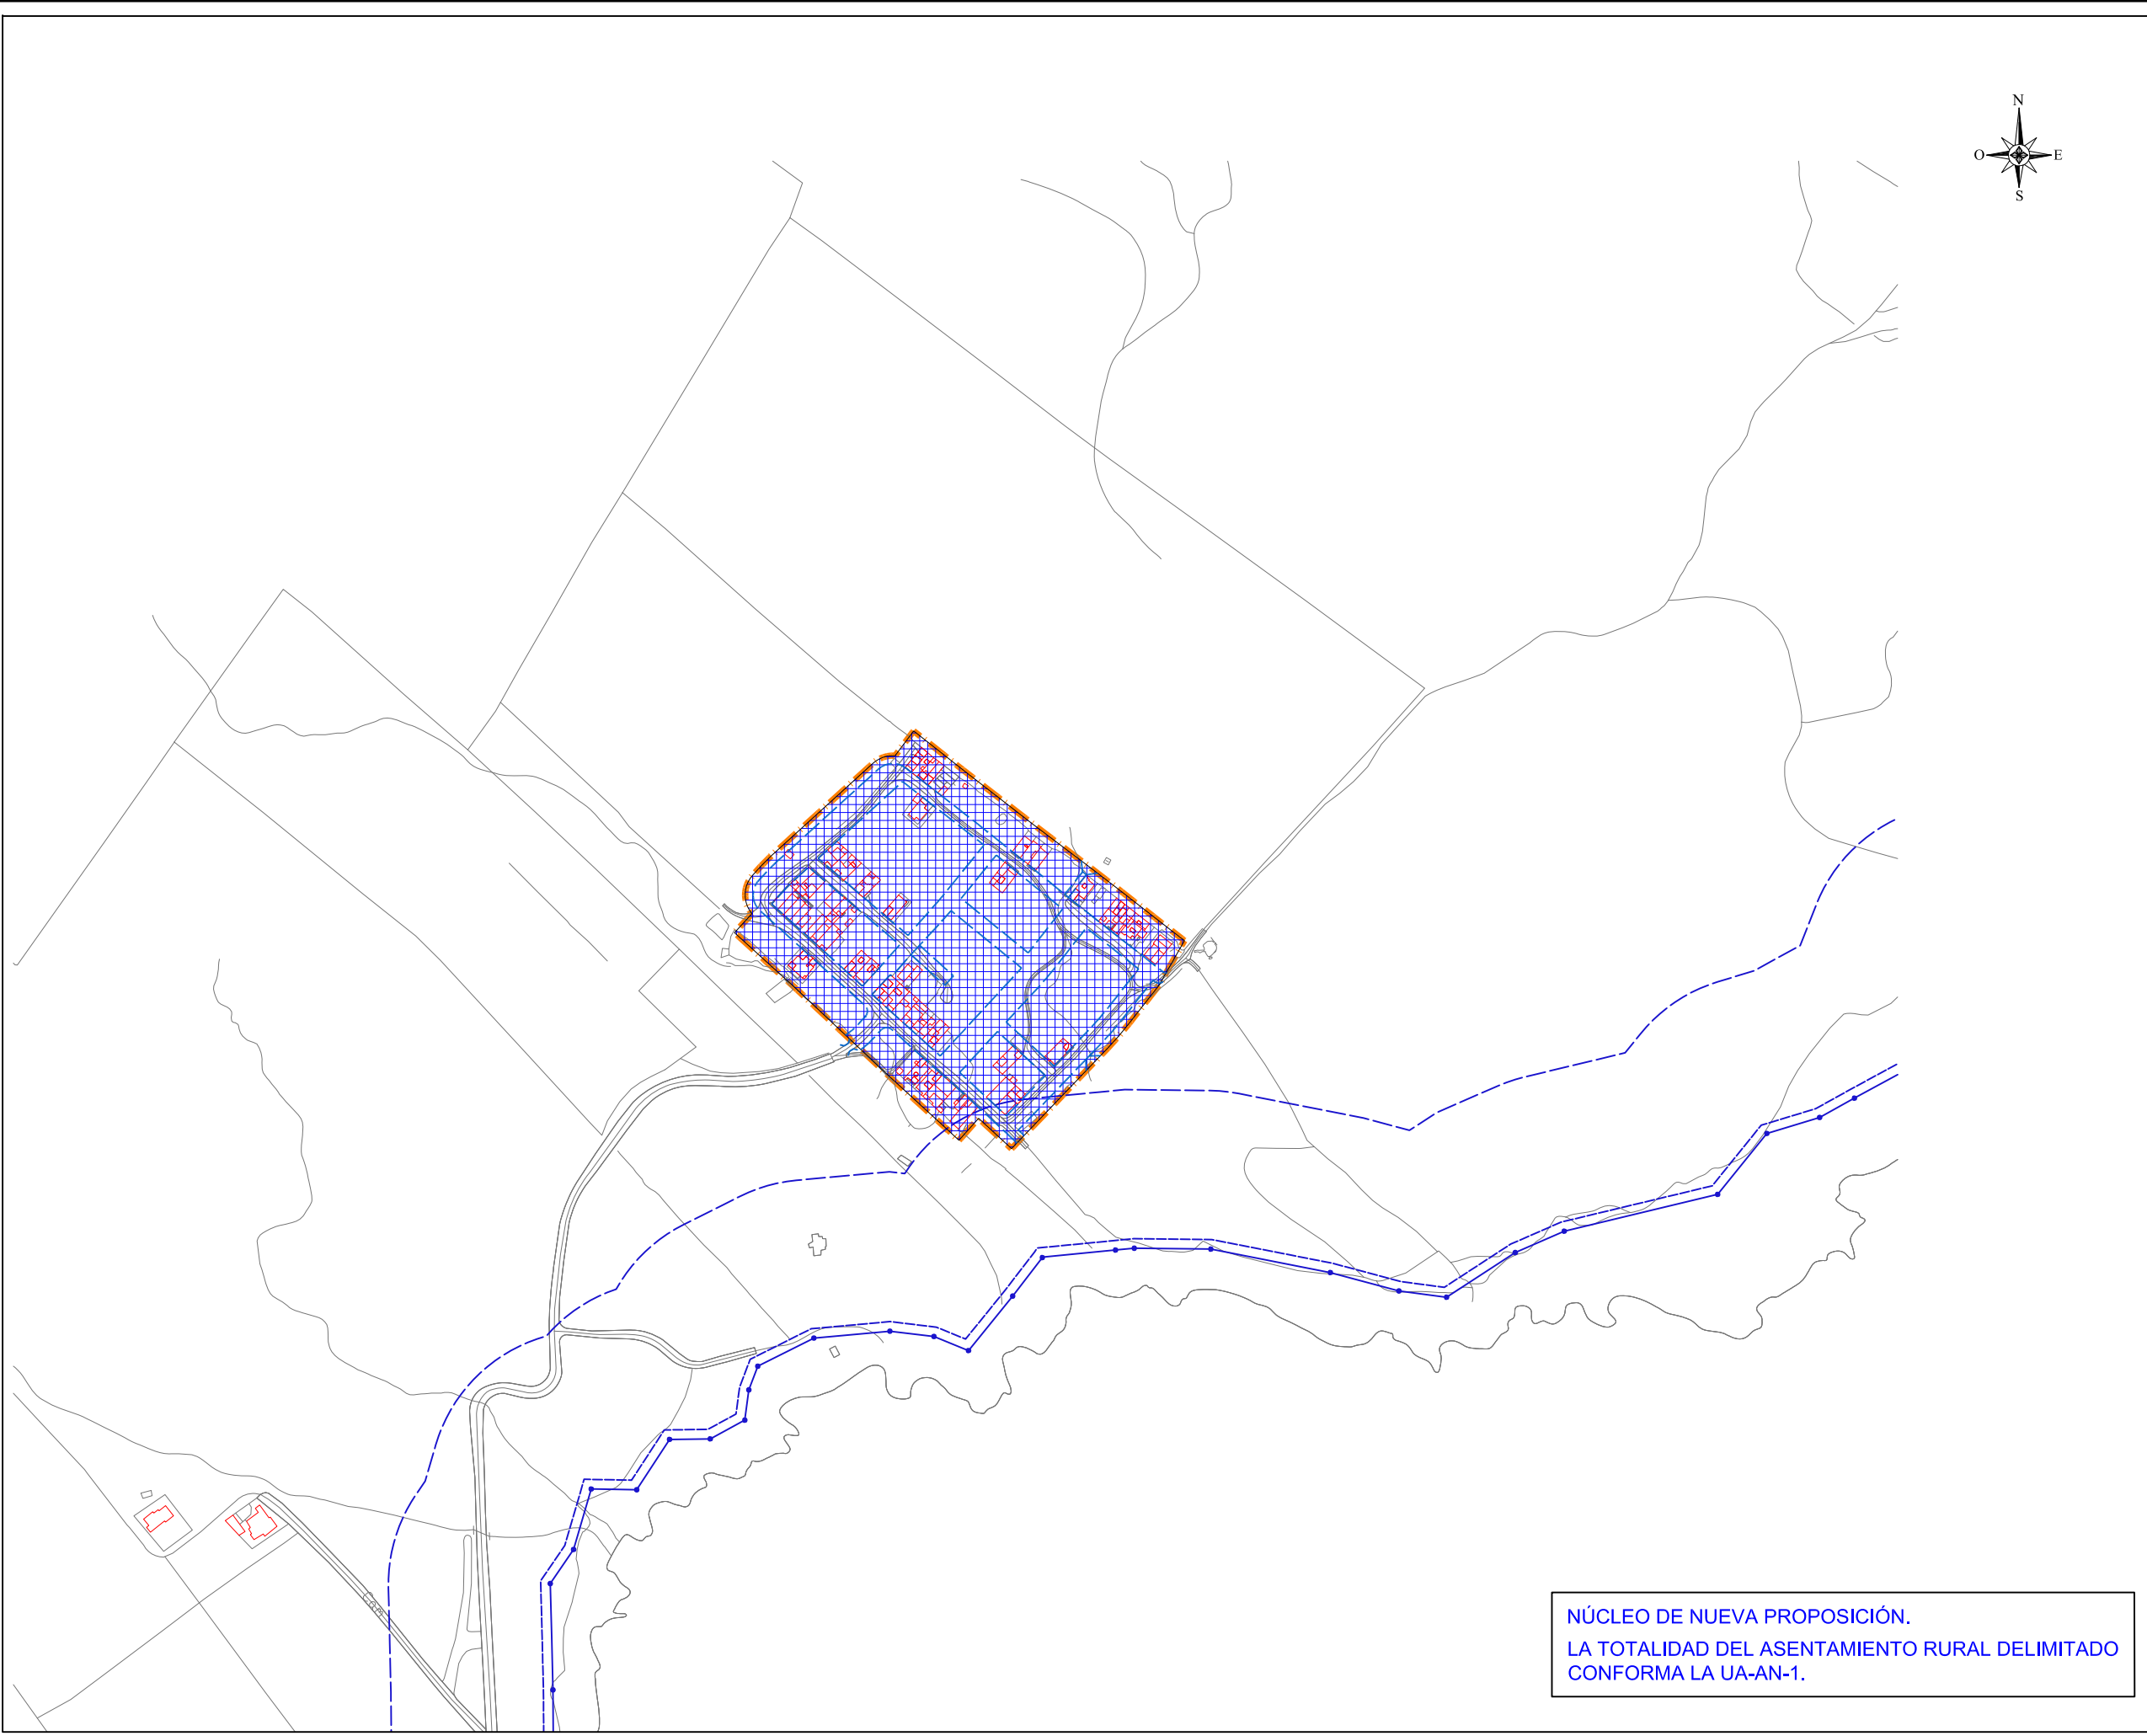 N
O E
S
NÚCLEO DE NUEVA PROPOSICIÓN.
LA TOTALIDAD DEL ASENTAMIENTO RURAL DELIMITADO
CONFORMA LA UA-AN-1.